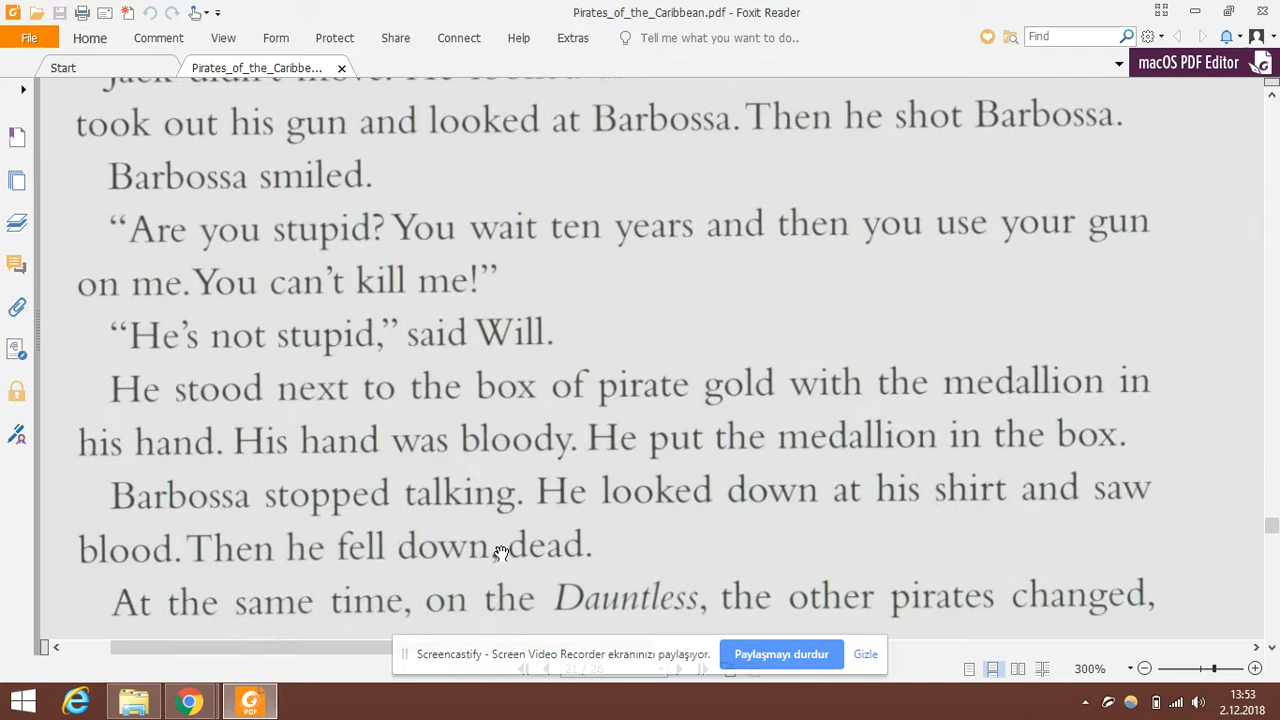 Pirates_of_the_Caribbean.pdf - Foxit Reader
File Home Comment View Form Protect Share Connect Help Extras Tell me what you want to do.. Find
Start Pirates_of_the_Caribbe... macOS PDF Editor
took out his gun and looked at Barbossa. Then he shot Barbossa.
Barbossa smiled.
“Are you stupid? You wait ten years and then you use your gun
on me. You can’t kill me!”
“He’s not stupid,” said Will.
He stood next to the box of pirate gold with the medallion in
his hand. His hand was bloody. He put the medallion in the box.
Barbossa stopped talking. He looked down at his shirt and saw
blood. Then he fell down, dead.
At the same time, on the Dauntless, the other pirates changed,
Screencastify - Screen Video Recorder ekranınızı paylaşıyor. Paylaşmayı durdur Gizle
21 / 26
300%
13:53
2.12.2018